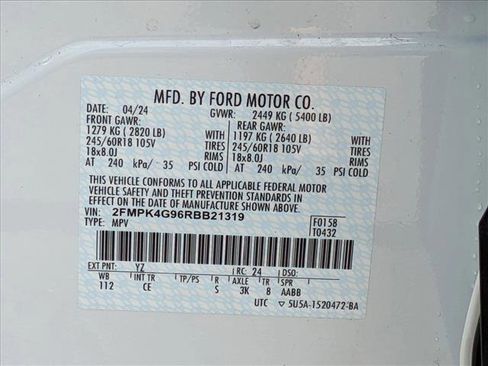 MFD. BY FORD MOTOR CO.
DATE: 04/24 GVWR: 2449 KG ( 5400 LB)
FRONT GAWR: REAR GAWR:
1279 KG ( 2820 LB) 1197 KG ( 2640 LB)
245/60R18 105V WITH 245/60R18 105V WITH
18x8.0J RIMS 18x8.0J RIMS
AT 240 kPa/ 35 PSI COLD AT 240 kPa/ 35 PSI COLD
THIS VEHICLE CONFORMS TO ALL APPLICABLE FEDERAL MOTOR
VEHICLE SAFETY AND THEFT PREVENTION STANDARDS IN
EFFECT ON THE DATE OF MANUFACTURE SHOWN ABOVE.
VIN: 2FMPK4G96RBB21319 F0158
TYPE: MPV T0432
EXT PNT: YZ RC: 24 DSO:
WB INT TR TP/PS R AXLE TR SPR
112 CE S 3K 8 AABB
UTC 5U5A-1520472-BA